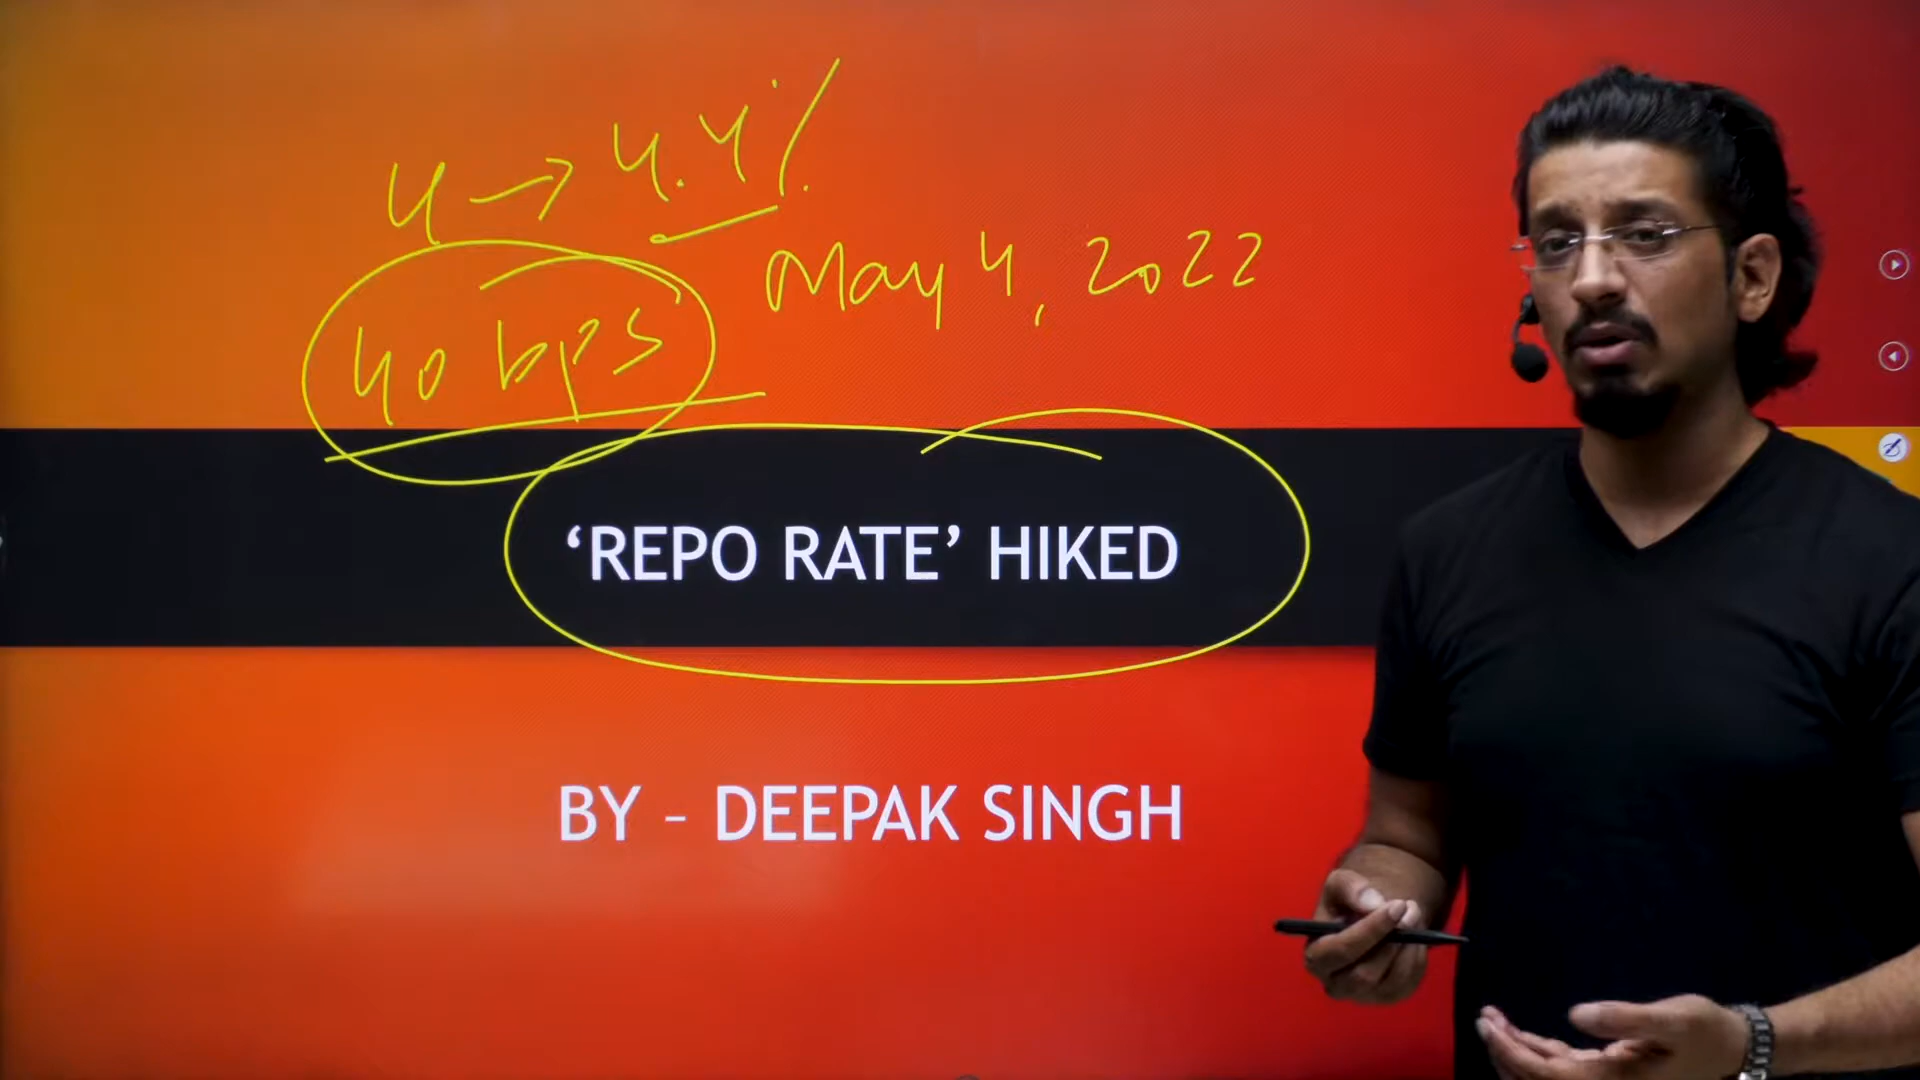 4 → 4.4%
May 4, 2022
40 bps
‘REPO RATE’ HIKED
BY - DEEPAK SINGH